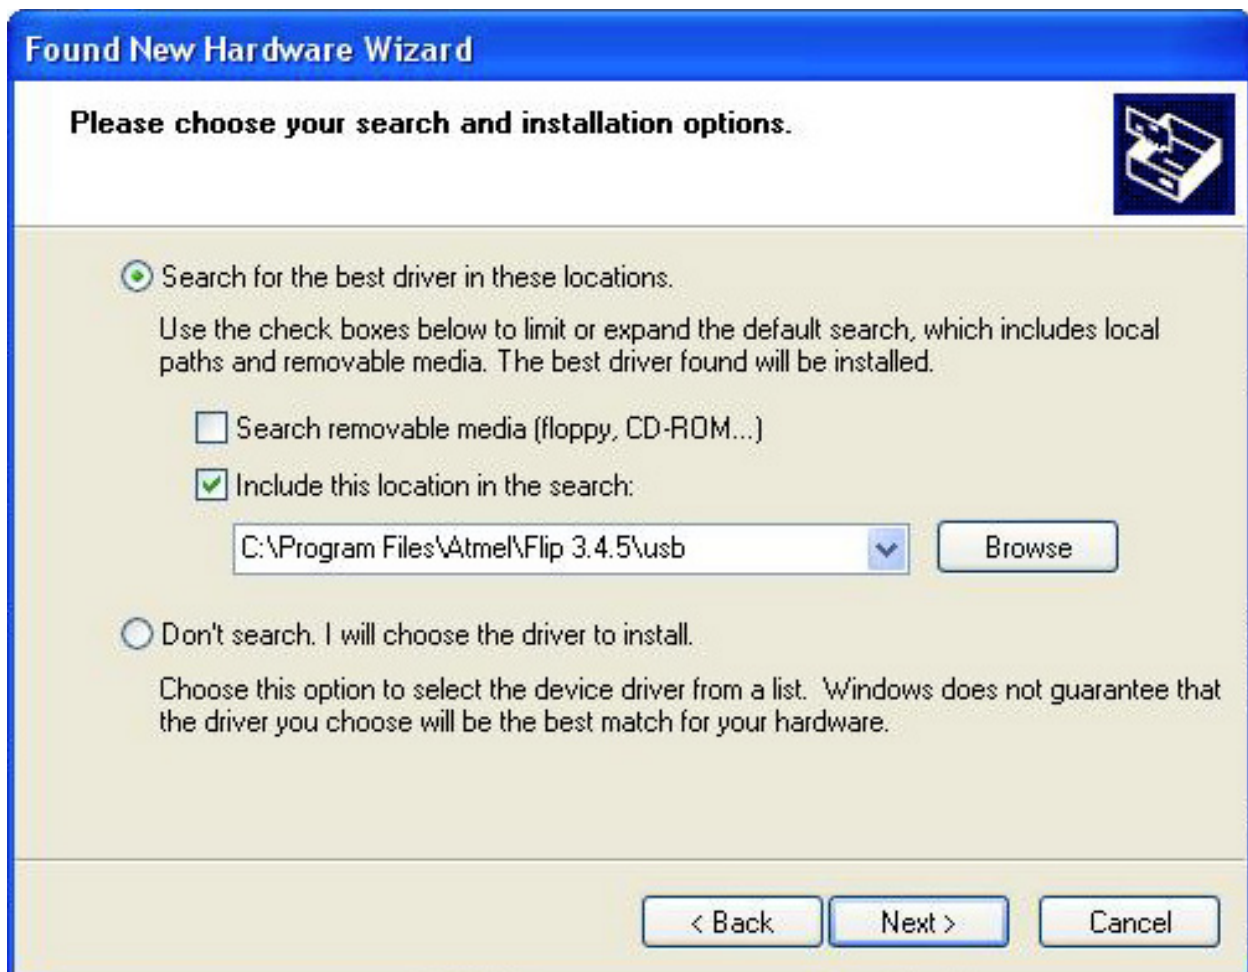 Found New Hardware Wizard
Please choose your search and installation options.
Search for the best driver in these locations.
Use the check boxes below to limit or expand the default search, which includes local
paths and removable media. The best driver found will be installed.
Search removable media (floppy, CD-ROM...)
Include this location in the search:
C:\Program Files\Atmel\Flip 3.4.5\usb
Browse
Don't search. I will choose the driver to install.
Choose this option to select the device driver from a list.  Windows does not guarantee that
the driver you choose will be the best match for your hardware.
< Back
Next >
Cancel